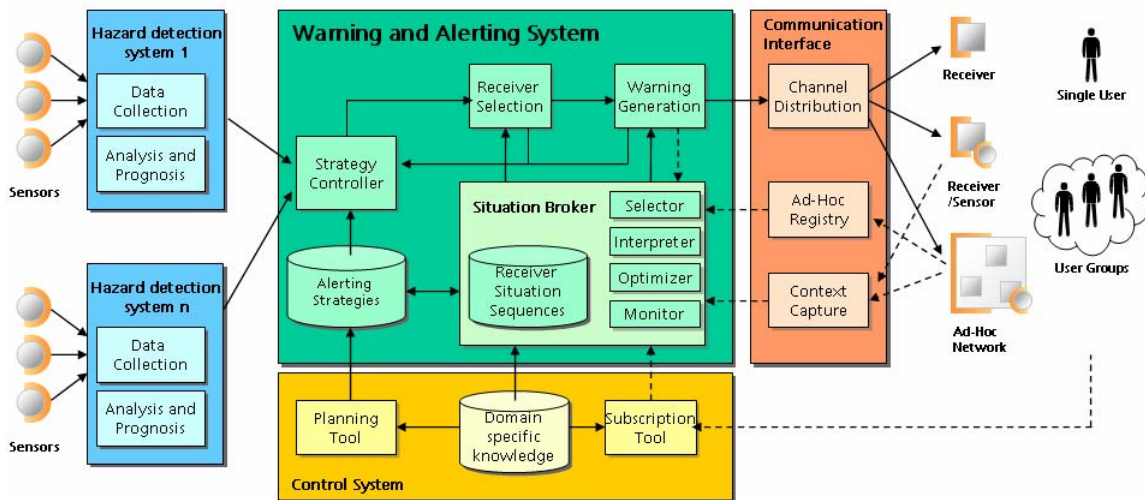 Hazard detection
system 1
Data
Collection
Analysis and
Prognosis
Sensors
Hazard detection
system n
Data
Collection
Analysis and
Prognosis
Sensors
Warning and Alerting System
Receiver
Selection
Warning
Generation
Strategy
Controller
Situation Broker
Selector
Interpreter
Optimizer
Monitor
Receiver
Situation
Sequences
Alerting
Strategies
Communication
Interface
Channel
Distribution
Ad-Hoc
Registry
Context
Capture
Receiver
Single User
Receiver
/Sensor
User Groups
Ad-Hoc
Network
Planning
Tool
Domain
specific
knowledge
Subscription
Tool
Control System